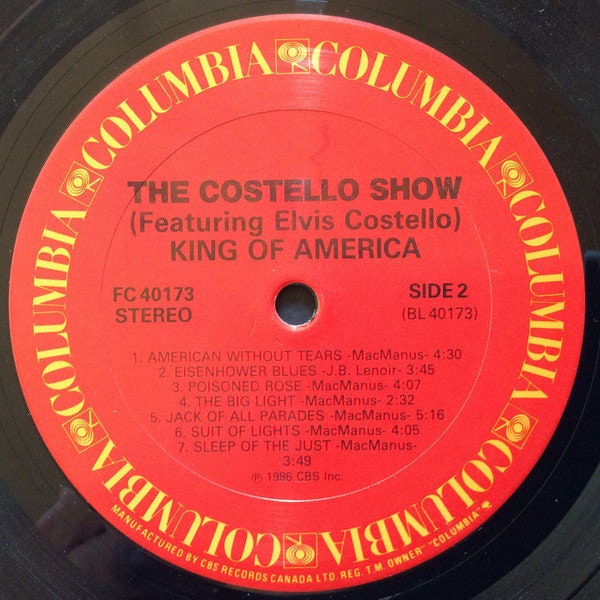 COLUMBIA COLUMBIA COLUMBIA COLUMBIA COLUMBIA COLUMBIA
THE COSTELLO SHOW
(Featuring Elvis Costello)
KING OF AMERICA
FC 40173 SIDE 2
STEREO (BL 40173)
1. AMERICAN WITHOUT TEARS -MacManus- 4:30
2. EISENHOWER BLUES -J.B. Lenoir- 3:45
3. POISONED ROSE -MacManus- 4:07
4. THE BIG LIGHT -MacManus- 2:32
5. JACK OF ALL PARADES -MacManus- 5:16
6. SUIT OF LIGHTS -MacManus- 4:05
7. SLEEP OF THE JUST -MacManus-
3:49
℗ 1986 CBS Inc.
MANUFACTURED BY CBS RECORDS CANADA LTD. REG. T.M. OWNER "COLUMBIA"